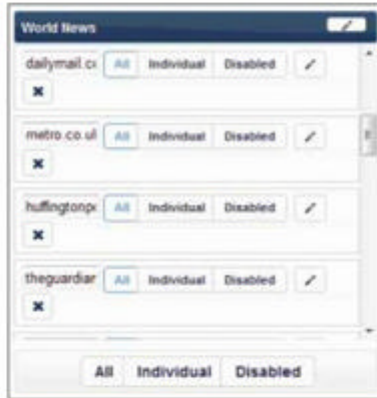 World News
dailymail.c All Individual Disabled
metro.co.ul All Individual Disabled
huffingtonp All Individual Disabled
theguardiar All Individual Disabled
All Individual Disabled